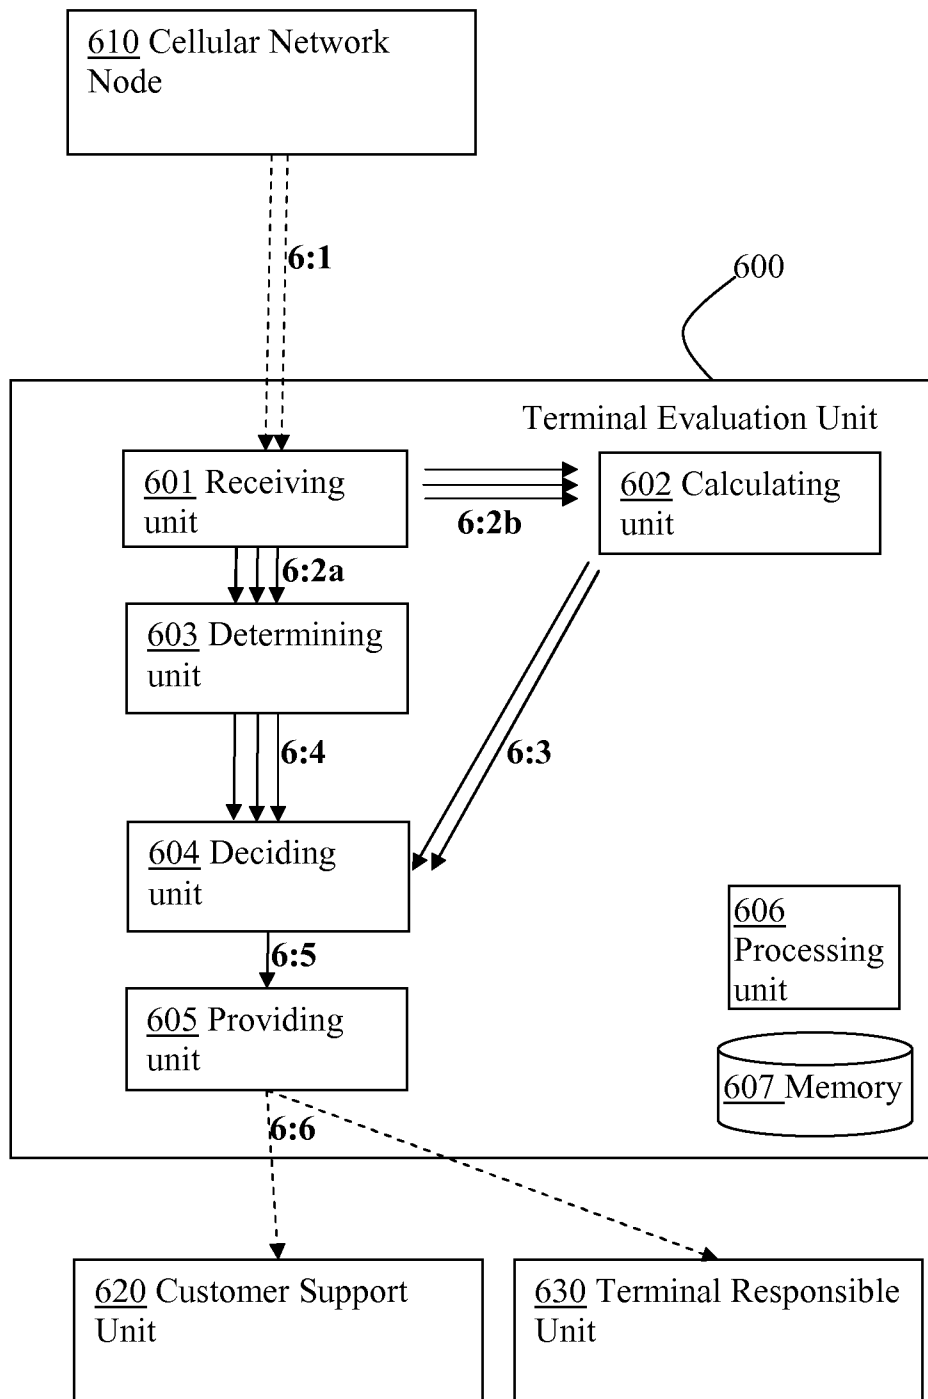 610 Cellular Network
Node
6:1
600
Terminal Evaluation Unit
601 Receiving
unit
6:2b
602 Calculating
unit
6:2a
603 Determining
unit
6:4
6:3
604 Deciding
unit
606
Processing
unit
6:5
605 Providing
unit
607 Memory
6:6
620 Customer Support
Unit
630 Terminal Responsible
Unit